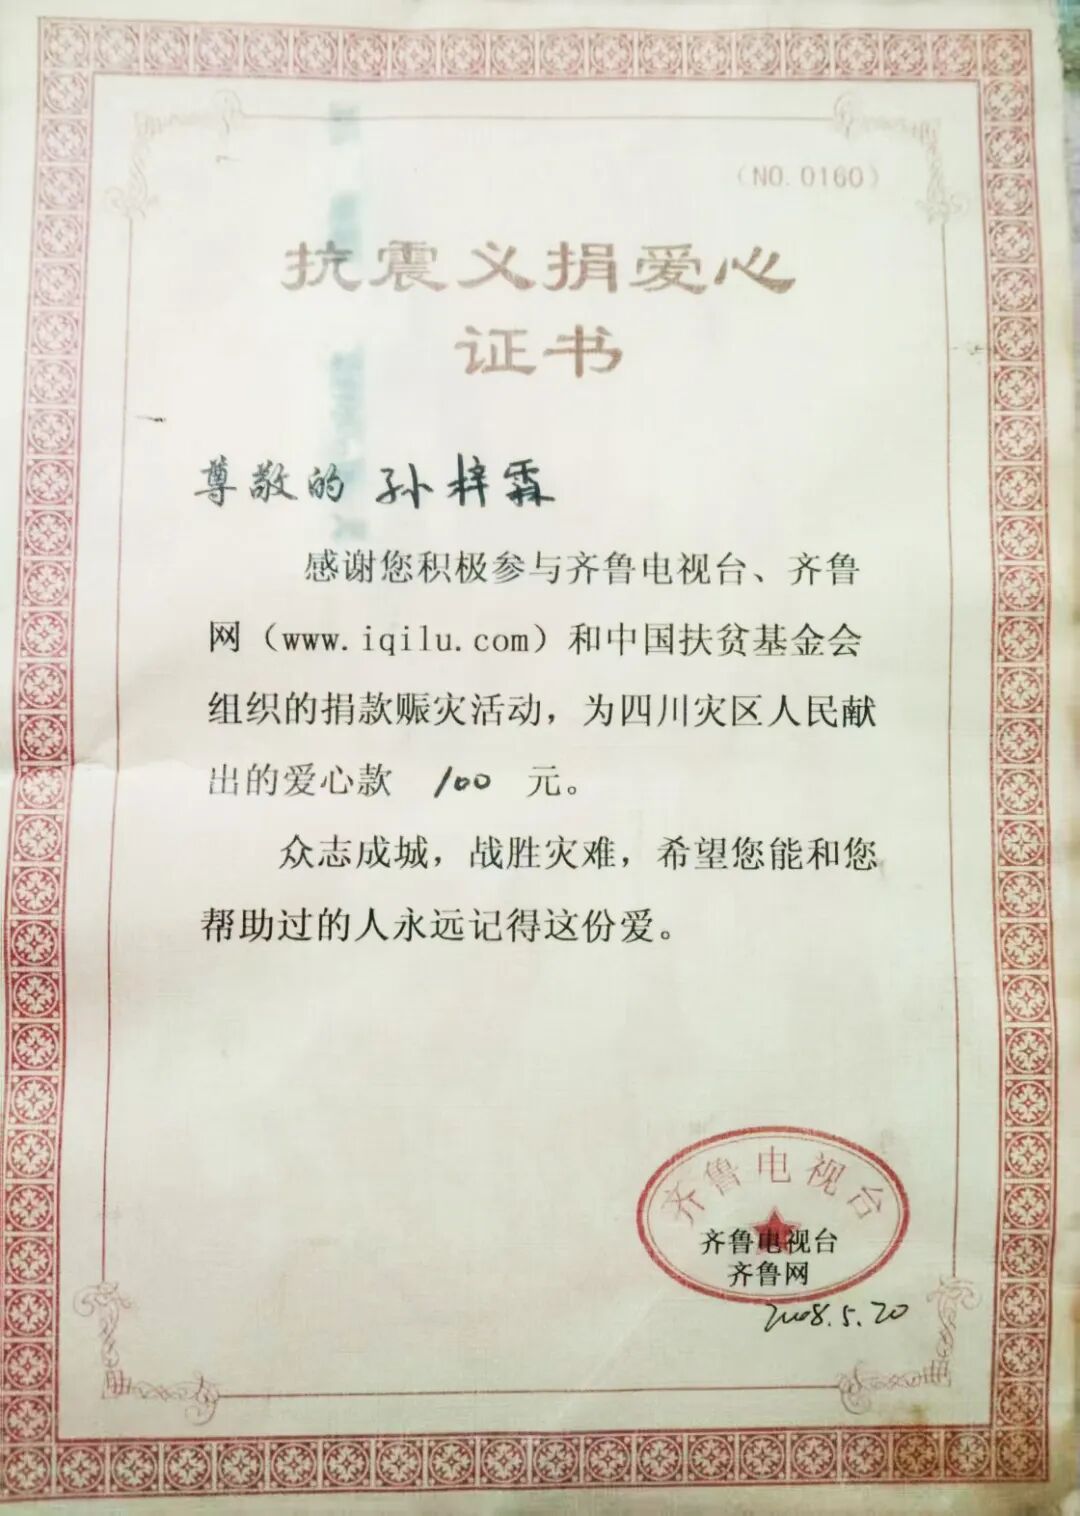 (NO.0160)
抗震义捐爱心
证书
尊敬的 孙梓霖
感谢您积极参与齐鲁电视台、齐鲁
网（www.iqilu.com）和中国扶贫基金会
组织的捐款赈灾活动，为四川灾区人民献
出的爱心款 100 元。
众志成城，战胜灾难，希望您能和您
帮助过的人永远记得这份爱。
齐鲁电视台
齐鲁电视台
齐鲁网
2008.5.20